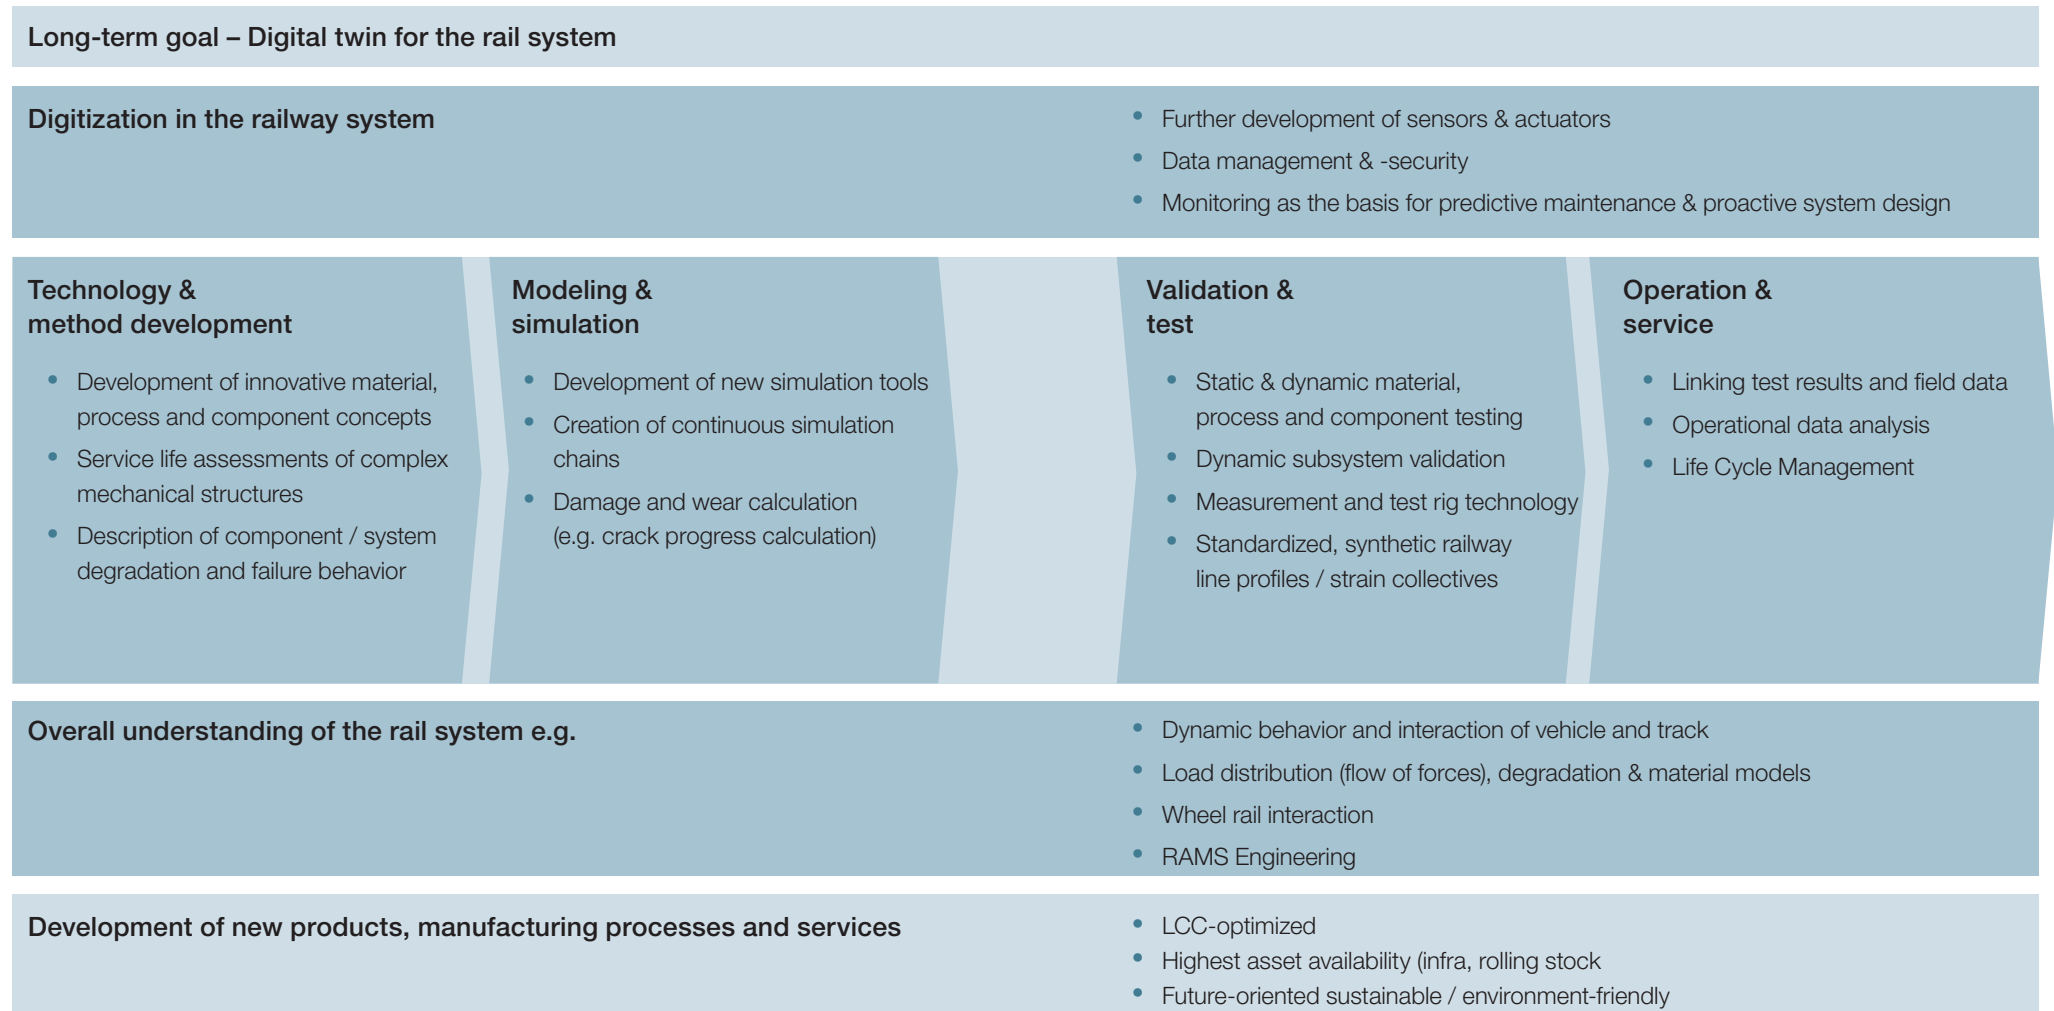 Long-term goal – Digital twin for the rail system
Digitization in the railway system
• Further development of sensors & actuators
• Data management & -security
• Monitoring as the basis for predictive maintenance & proactive system design
Technology &
method development
• Development of innovative material,
process and component concepts
• Service life assessments of complex
mechanical structures
• Description of component / system
degradation and failure behavior
Modeling &
simulation
• Development of new simulation tools
• Creation of continuous simulation
chains
• Damage and wear calculation
(e.g. crack progress calculation)
Validation &
test
• Static & dynamic material,
process and component testing
• Dynamic subsystem validation
• Measurement and test rig technology
• Standardized, synthetic railway
line profiles / strain collectives
Operation &
service
• Linking test results and field data
• Operational data analysis
• Life Cycle Management
Overall understanding of the rail system e.g.
• Dynamic behavior and interaction of vehicle and track
• Load distribution (flow of forces), degradation & material models
• Wheel rail interaction
• RAMS Engineering
Development of new products, manufacturing processes and services
• LCC-optimized
• Highest asset availability (infra, rolling stock
• Future-oriented sustainable / environment-friendly